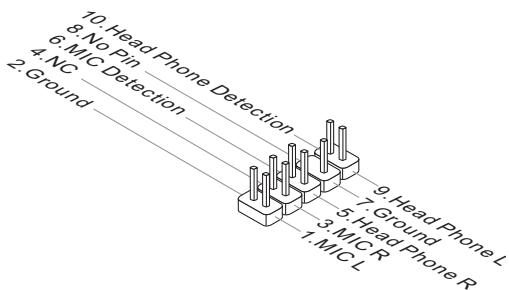 10.Head Phone Detection
8.No Pin
6.MIC Detection
4.NC
2.Ground
9.Head Phone L
7.Ground
5.Head Phone R
3.MIC R
1.MIC L